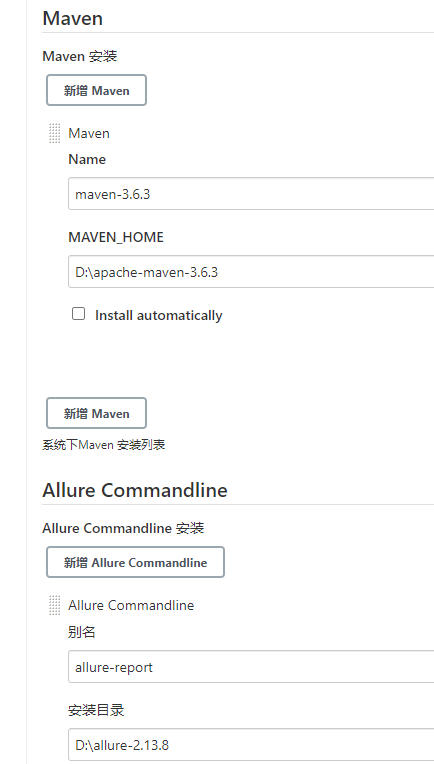 Maven
Maven 安装
新增 Maven
Maven
Name
maven-3.6.3
MAVEN_HOME
D:\apache-maven-3.6.3
Install automatically
新增 Maven
系统下Maven 安装列表
Allure Commandline
Allure Commandline 安装
新增 Allure Commandline
Allure Commandline
别名
allure-report
安装目录
D:\allure-2.13.8